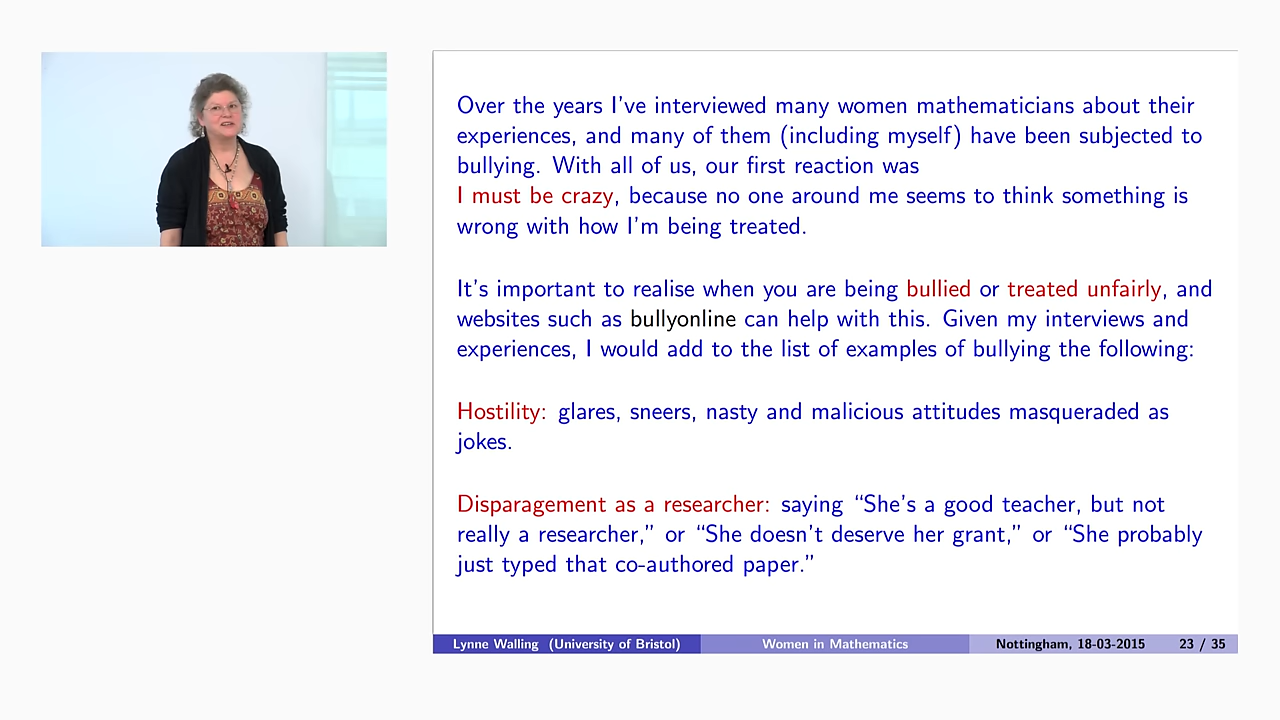 Over the years I've interviewed many women mathematicians about their
experiences, and many of them (including myself) have been subjected to
bullying. With all of us, our first reaction was
I must be crazy, because no one around me seems to think something is
wrong with how I'm being treated.
It's important to realise when you are being bullied or treated unfairly, and
websites such as bullyonline can help with this. Given my interviews and
experiences, I would add to the list of examples of bullying the following:
Hostility: glares, sneers, nasty and malicious attitudes masqueraded as
jokes.
Disparagement as a researcher: saying “She's a good teacher, but not
really a researcher,” or “She doesn't deserve her grant,” or “She probably
just typed that co-authored paper.”
Lynne Walling (University of Bristol) Women in Mathematics Nottingham, 18-03-2015 23 / 35